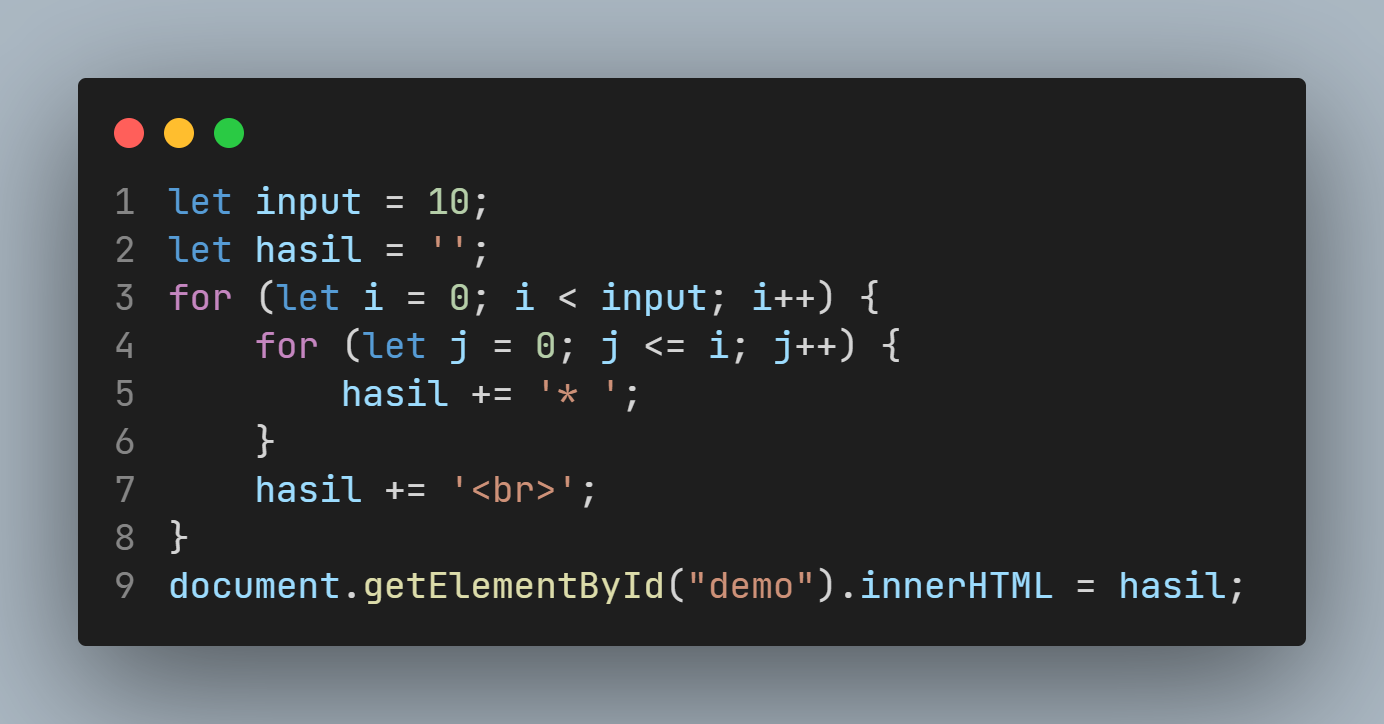 1 let input = 10;
2 let hasil = '';
3 for (let i = 0; i < input; i++) {
4     for (let j = 0; j <= i; j++) {
5         hasil += '* ';
6     }
7     hasil += '<br>';
8 }
9 document.getElementById("demo").innerHTML = hasil;